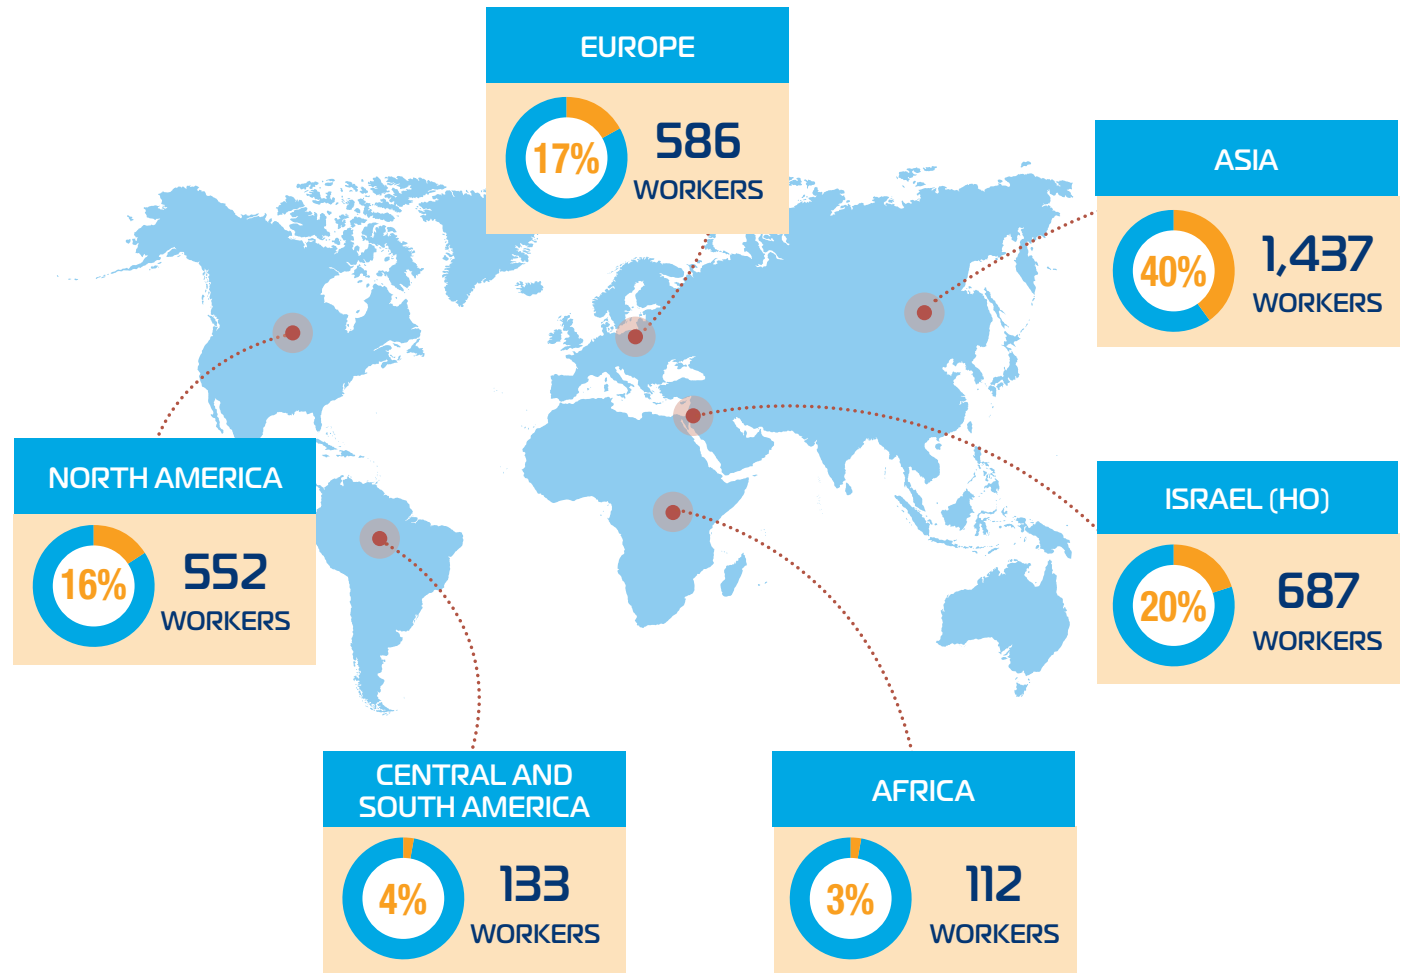 EUROPE
17%
586
WORKERS
ASIA
40%
1,437
WORKERS
NORTH AMERICA
16%
552
WORKERS
ISRAEL (HO)
20%
687
WORKERS
CENTRAL AND
SOUTH AMERICA
4%
133
WORKERS
AFRICA
3%
112
WORKERS